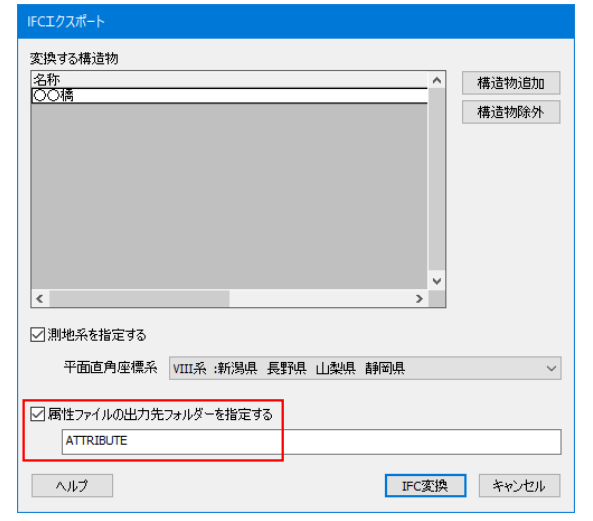 IFCエクスポート
変換する構造物
名称
〇〇橋
構造物追加
構造物除外
測地系を指定する
平面直角座標系 VIII系 :新潟県 長野県 山梨県 静岡県
属性ファイルの出力先フォルダーを指定する
ATTRIBUTE
ヘルプ IFC変換 キャンセル